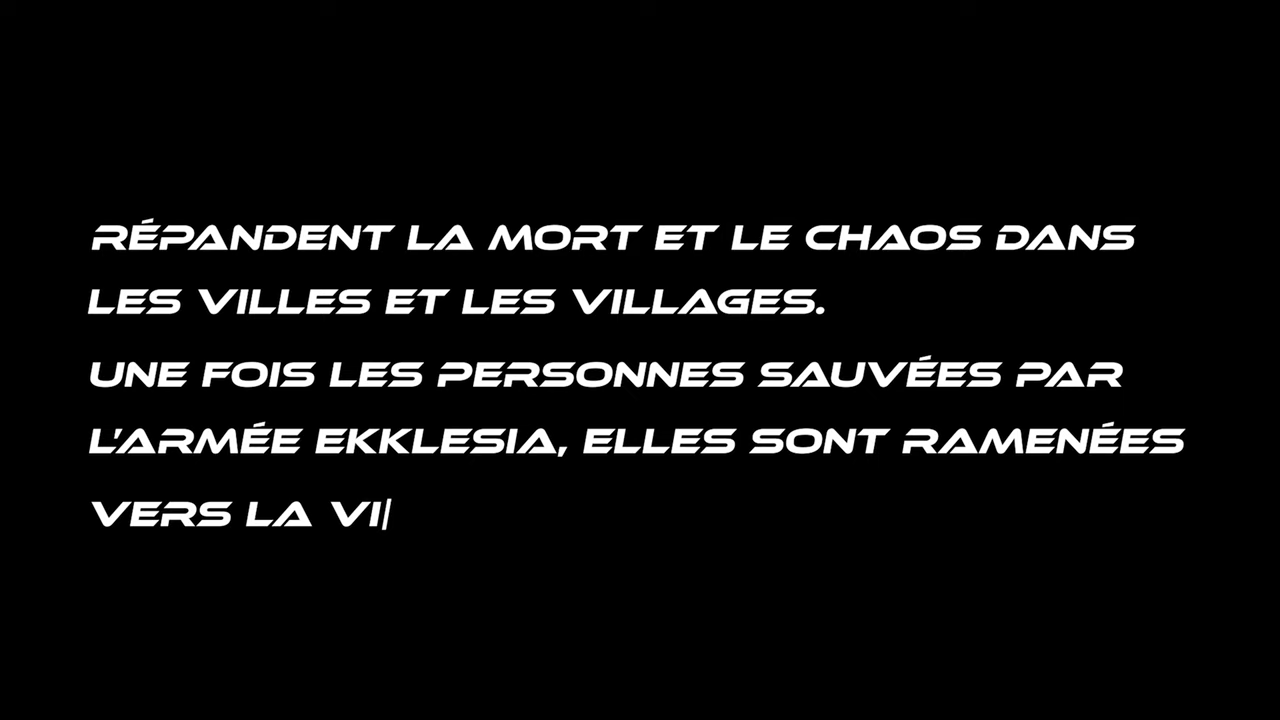 RÉPANDENT LA MORT ET LE CHAOS DANS
LES VILLES ET LES VILLAGES.
UNE FOIS LES PERSONNES SAUVÉES PAR
L'ARMÉE EKKLESIA, ELLES SONT RAMENÉES
VERS LA VI